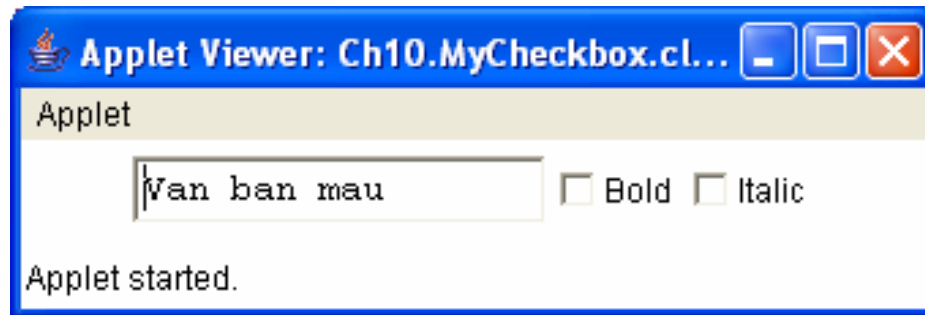 Applet Viewer: Ch10.MyCheckbox.cl...
Applet
Van ban mau Bold Italic
Applet started.